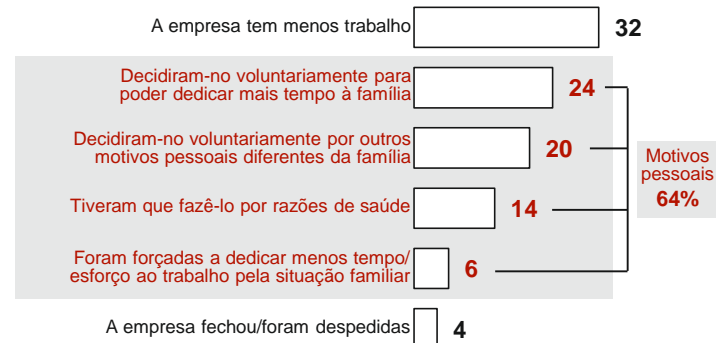 A empresa tem menos trabalho 32
Decidiram-no voluntariamente para
poder dedicar mais tempo à família
24
Decidiram-no voluntariamente por outros
motivos pessoais diferentes da família
20
Motivos
pessoais
64%
Tiveram que fazê-lo por razões de saúde 14
Foram forçadas a dedicar menos tempo/
esforço ao trabalho pela situação familiar
6
A empresa fechou/foram despedidas 4